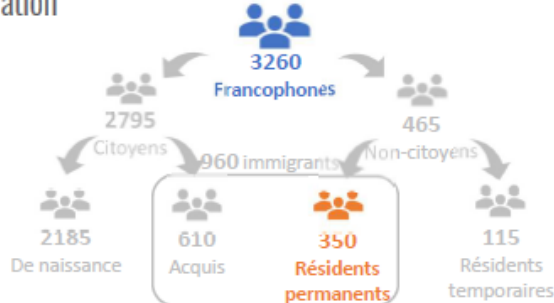 3260
Francophones
2795
Citoyens
465
Non-citoyens
960 immigrants
2185
De naissance
610
Acquis
350
Résidents
permanents
115
Résidents
temporaires